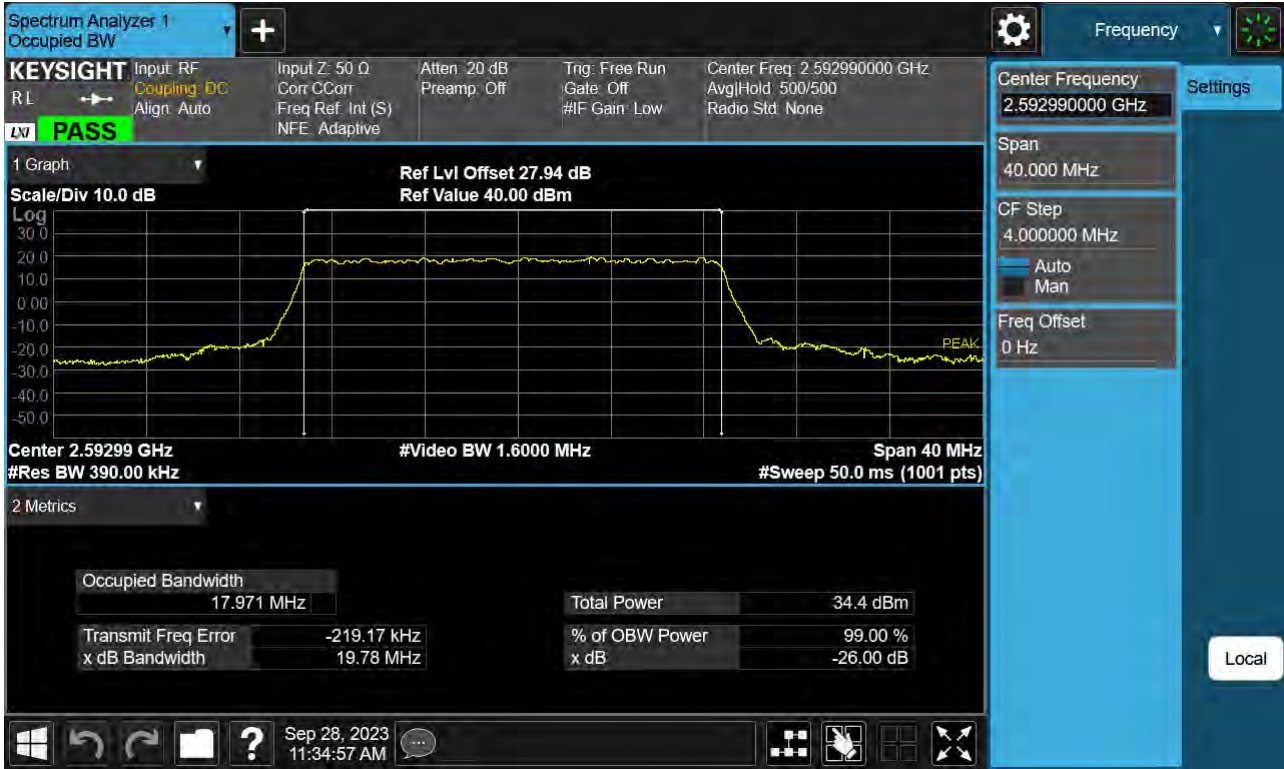 Spectrum Analyzer 1
Occupied BW
Frequency
KEYSIGHT
R L
LXI
PASS
Input: RF
Coupling: DC
Align: Auto
Input Z: 50 Ω
Corr CCorr
Freq Ref: Int (S)
NFE: Adaptive
Atten: 20 dB
Preamp: Off
Trig: Free Run
Gate: Off
#IF Gain: Low
Center Freq: 2.592990000 GHz
Avg|Hold: 500/500
Radio Std: None
Center Frequency
2.592990000 GHz
Settings
Span
40.000 MHz
CF Step
4.000000 MHz
Auto
Man
Freq Offset
0 Hz
1 Graph
Scale/Div 10.0 dB
Ref Lvl Offset 27.94 dB
Ref Value 40.00 dBm
Log
30.0
20.0
10.0
0.00
-10.0
-20.0
-30.0
-40.0
-50.0
PEAK
Center 2.59299 GHz
#Video BW 1.6000 MHz
Span 40 MHz
#Res BW 390.00 kHz
#Sweep 50.0 ms (1001 pts)
2 Metrics
Occupied Bandwidth
17.971 MHz
Total Power 34.4 dBm
Transmit Freq Error -219.17 kHz
% of OBW Power 99.00 %
x dB Bandwidth 19.78 MHz
x dB -26.00 dB
Local
?
Sep 28, 2023
11:34:57 AM